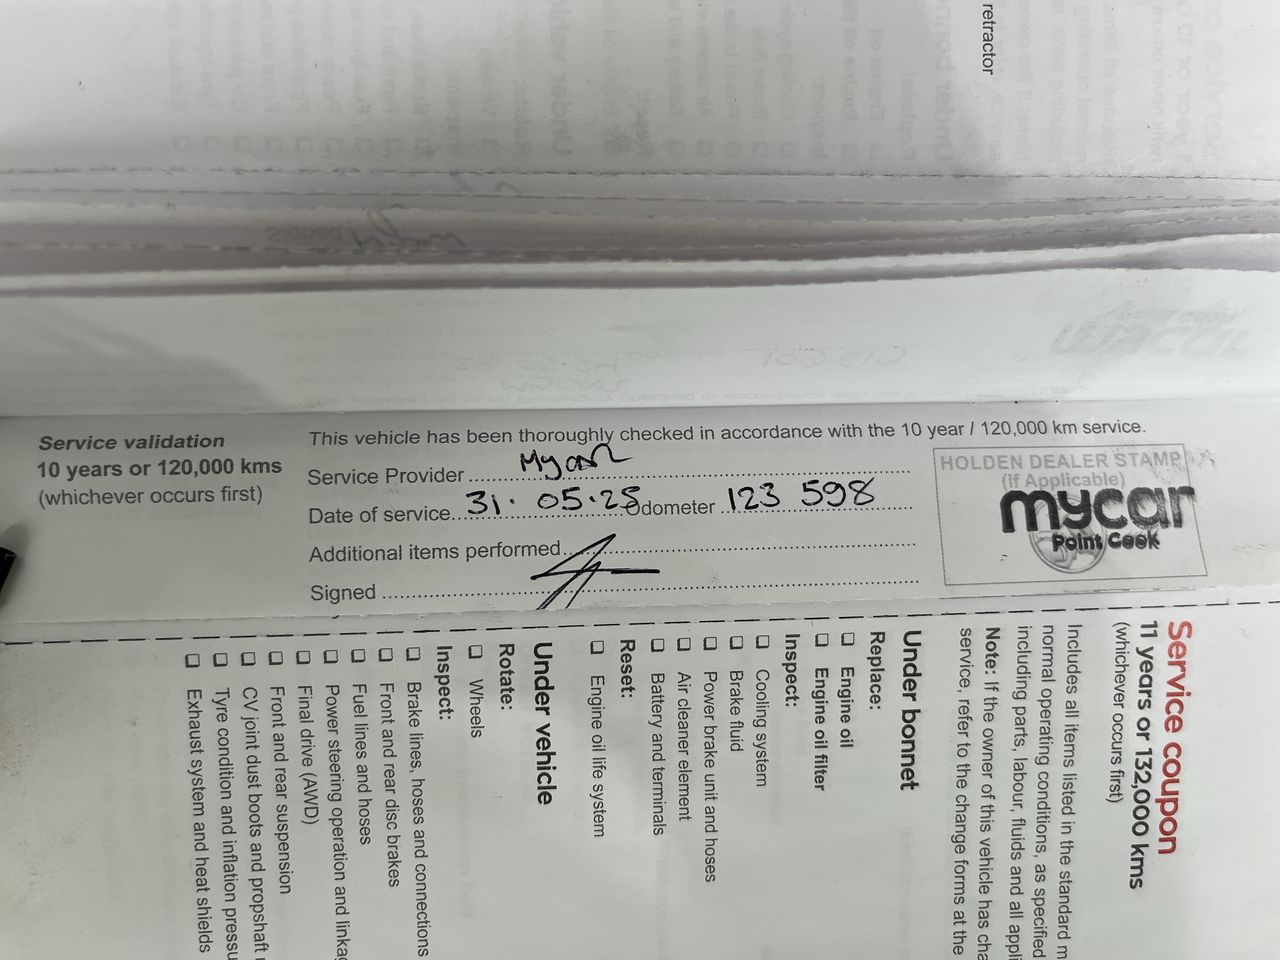 retractor
Service validation
10 years or 120,000 kms
(whichever occurs first)
This vehicle has been thoroughly checked in accordance with the 10 year / 120,000 km service.
Service Provider Mycar
Date of service 31.05.25 Odometer 123 598
Additional items performed
Signed
HOLDEN DEALER STAMP
(If Applicable)
mycar
Point Cook
Service coupon
11 years or 132,000 kms
(whichever occurs first)
Includes all items listed in the standard m
normal operating conditions, as specified
including parts, labour, fluids and all appli
Note: If the owner of this vehicle has cha
service, refer to the change forms at the
Under bonnet
Replace:
❑ Engine oil
❑ Engine oil filter
Inspect:
❑ Cooling system
❑ Brake fluid
❑ Power brake unit and hoses
❑ Air cleaner element
❑ Battery and terminals
Reset:
❑ Engine oil life system
Under vehicle
Rotate:
❑ Wheels
Inspect:
❑ Brake lines, hoses and connections
❑ Front and rear disc brakes
❑ Fuel lines and hoses
❑ Power steering operation and linkag
❑ Final drive (AWD)
❑ Front and rear suspension
❑ CV joint dust boots and propshaft
❑ Tyre condition and inflation pressu
❑ Exhaust system and heat shields